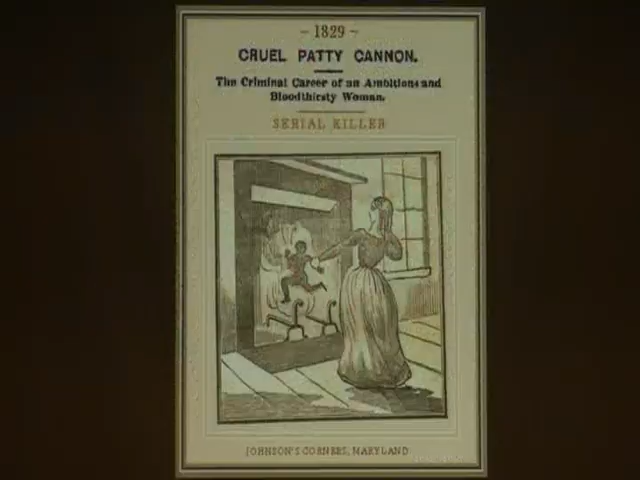 ~ 1829 ~
CRUEL PATTY CANNON.
The Criminal Career of an Ambitious and
Bloodthirsty Woman.
SERIAL KILLER
JOHNSON'S CORNERS, MARYLAND